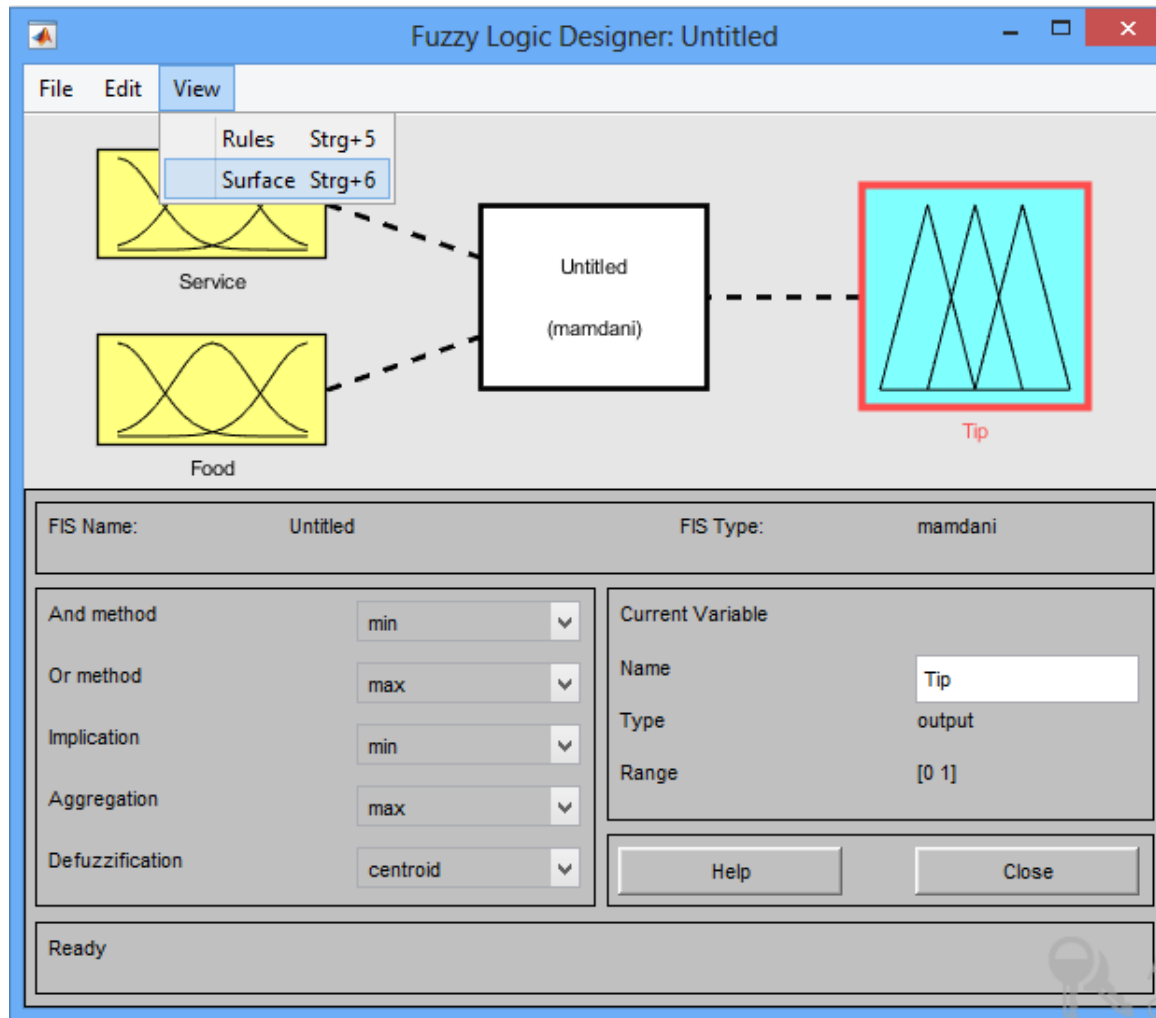 Fuzzy Logic Designer: Untitled
File Edit View
Rules Strg+5
Surface Strg+6
Service
Food
Untitled
(mamdani)
Tip
FIS Name: Untitled FIS Type: mamdani
And method min
Or method max
Implication min
Aggregation max
Defuzzification centroid
Current Variable
Name Tip
Type output
Range [0 1]
Help Close
Ready